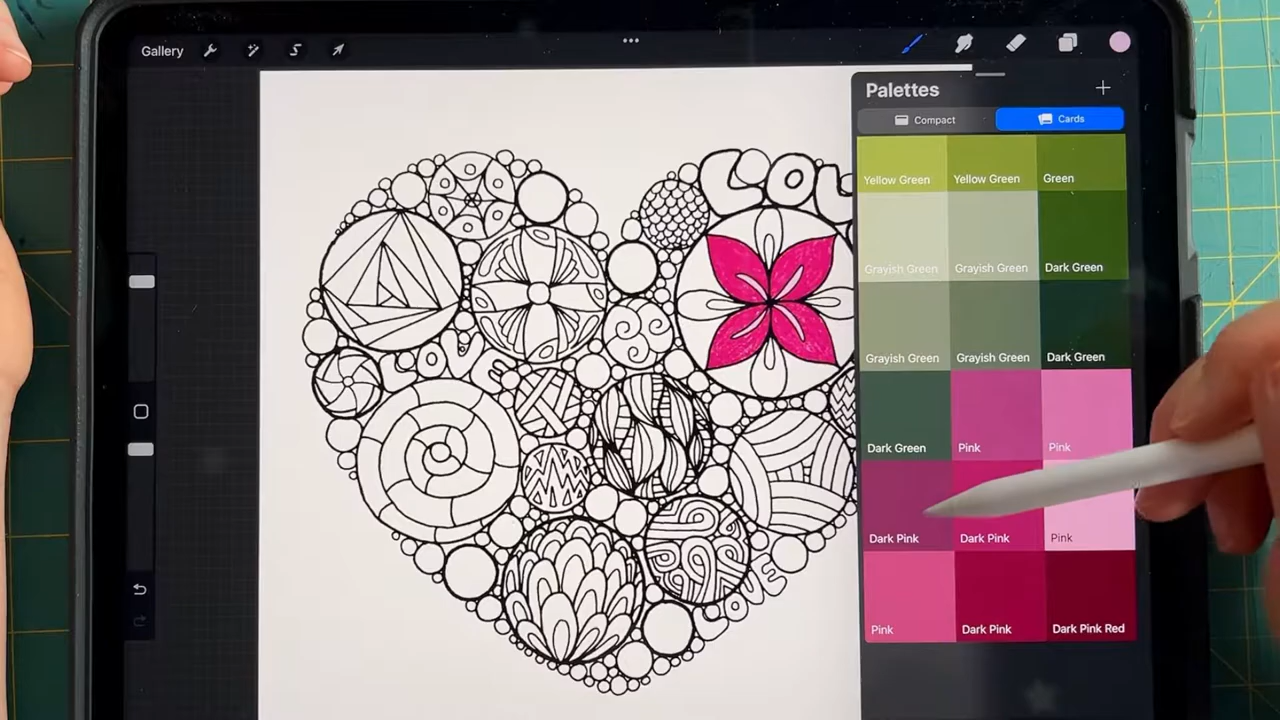 Gallery
Palettes
Compact Cards
Yellow Green Yellow Green Green
Grayish Green Grayish Green Dark Green
Grayish Green Grayish Green Dark Green
Dark Green Pink Pink
Dark Pink Dark Pink Pink
Pink Dark Pink Dark Pink Red
LOV
LOVE
LOVE